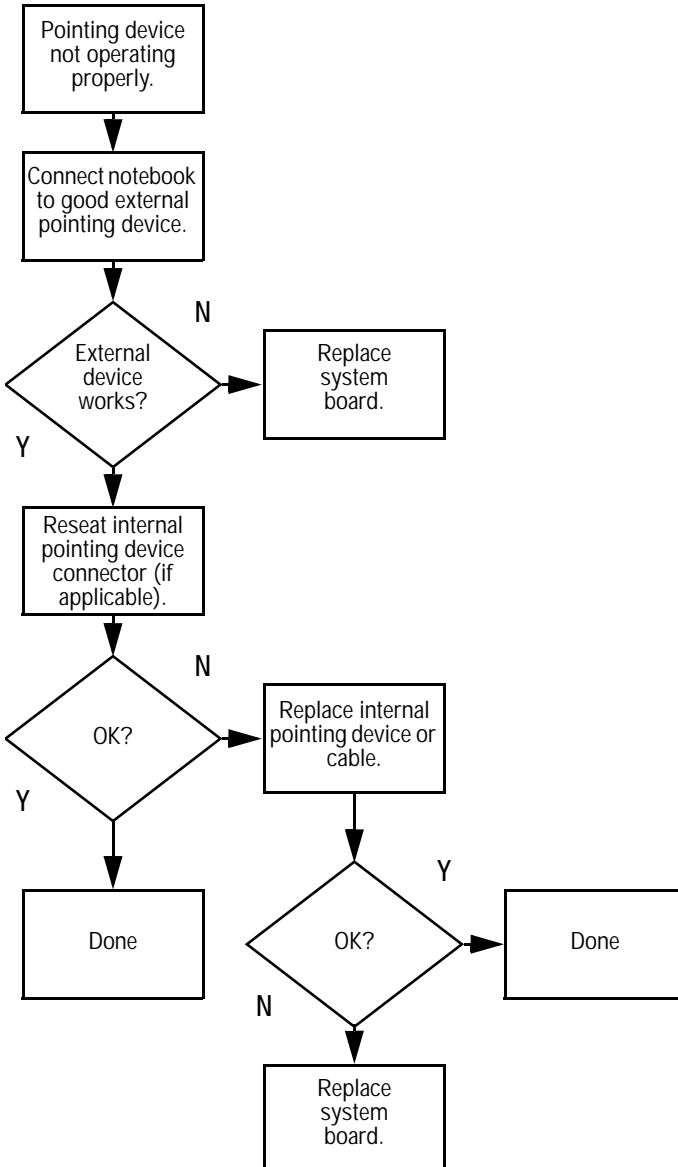 Pointing device
not operating
properly.
Connect notebook
to good external
pointing device.
N
External
device
works?
Replace
system
board.
Y
Reseat internal
pointing device
connector (if
applicable).
N
OK?
Replace internal
pointing device or
cable.
Y
Done
Y
OK?
Done
N
Replace
system
board.